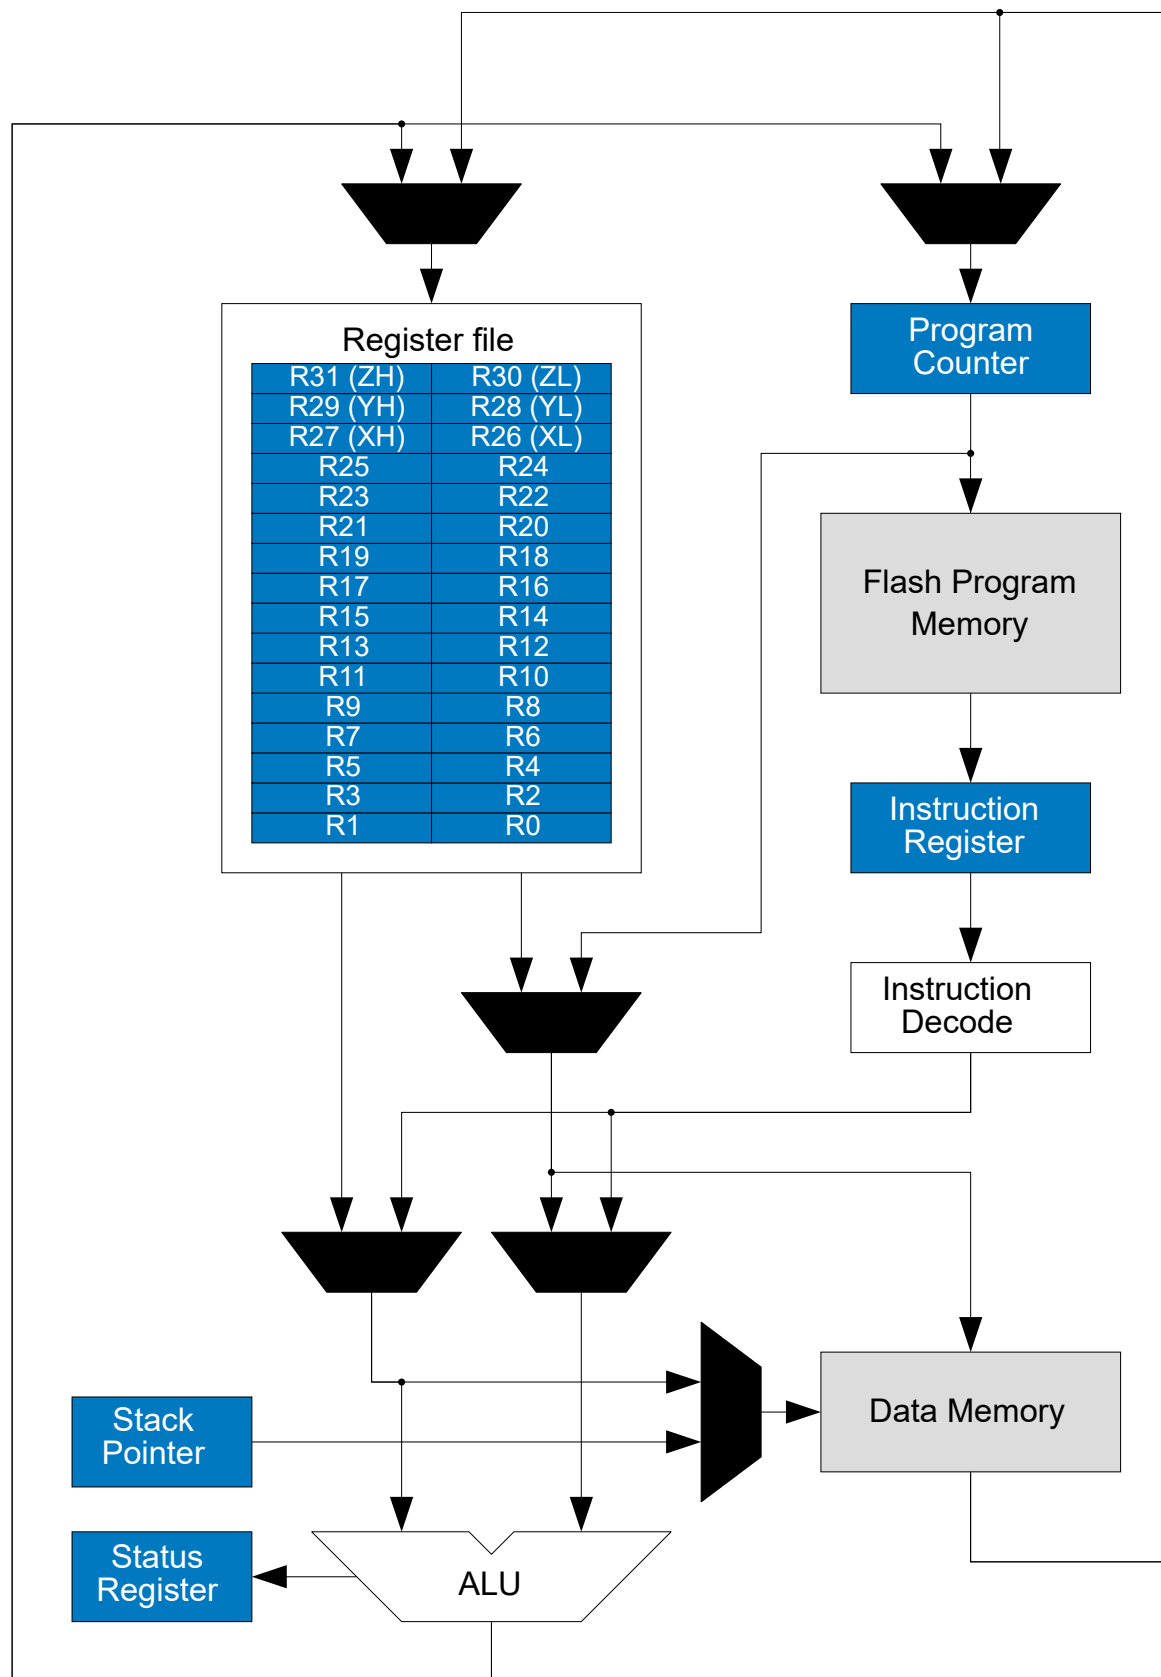 Register file
R31 (ZH) R30 (ZL)
R29 (YH) R28 (YL)
R27 (XH) R26 (XL)
R25 R24
R23 R22
R21 R20
R19 R18
R17 R16
R15 R14
R13 R12
R11 R10
R9 R8
R7 R6
R5 R4
R3 R2
R1 R0
Program
Counter
Flash Program
Memory
Instruction
Register
Instruction
Decode
Stack
Pointer
Data Memory
Status
Register
ALU